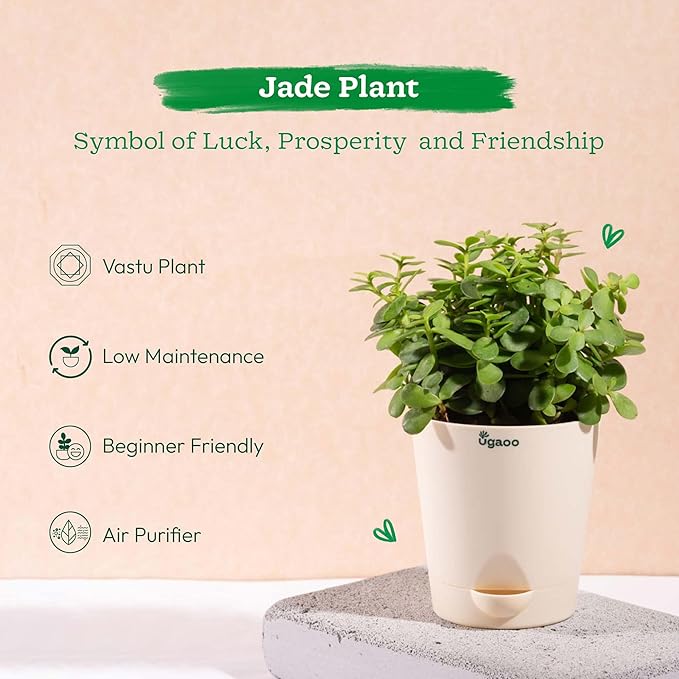 Jade Plant
Symbol of Luck, Prosperity and Friendship
Vastu Plant
Low Maintenance
Beginner Friendly
Air Purifier
ugaoo